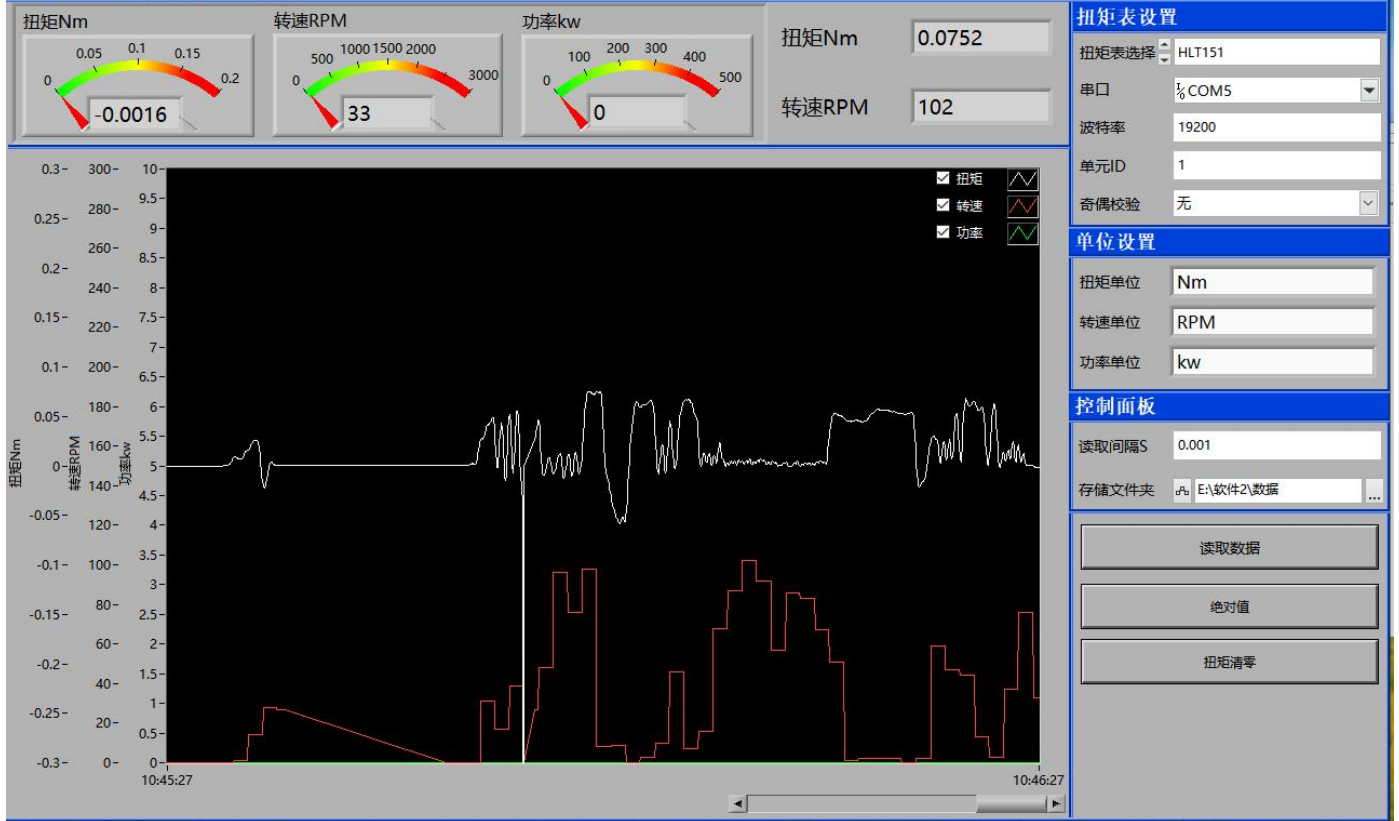 扭矩Nm
0
0.05
0.1
0.15
0.2
-0.0016
转速RPM
0
500
1000
1500
2000
3000
33
功率kw
0
100
200
300
400
500
0
扭矩Nm
0.0752
转速RPM
102
扭矩表设置
扭矩表选择
HLT151
串口
COM5
波特率
19200
单元ID
1
奇偶校验
无
单位设置
扭矩单位
Nm
转速单位
RPM
功率单位
kw
控制面板
读取间隔S
0.001
存储文件夹
E:\软件2\数据
...
读取数据
绝对值
扭矩清零
扭矩
转速
功率
扭矩Nm
0.3
0.25
0.2
0.15
0.1
0.05
0
-0.05
-0.1
-0.15
-0.2
-0.25
-0.3
转速RPM
300
280
260
240
220
200
180
160
140
120
100
80
60
40
20
0
功率kw
10
9.5
9
8.5
8
7.5
7
6.5
6
5.5
5
4.5
4
3.5
3
2.5
2
1.5
1
0.5
0
10:45:27
10:46:27